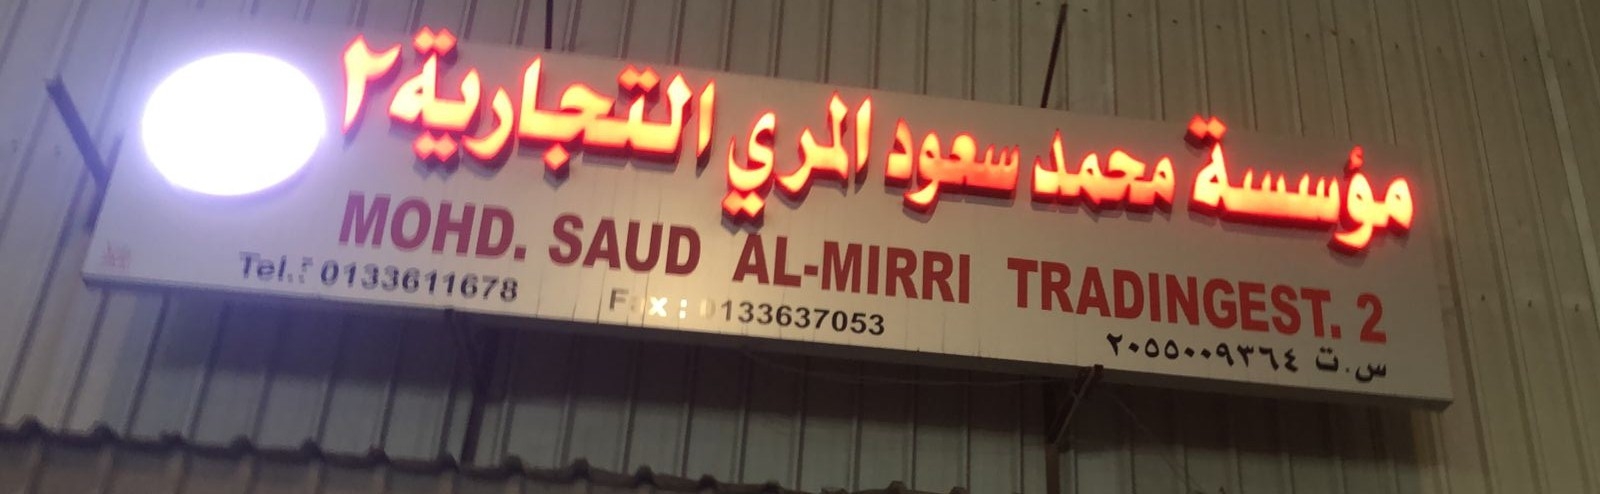 مؤسسة محمد سعود المري التجارية ٢
MOHD. SAUD AL-MIRRI TRADINGEST. 2
Tel.: 0133611678 Fax : 0133637053
س.ت ٢٠٥٥٠٠٩٣٦٤